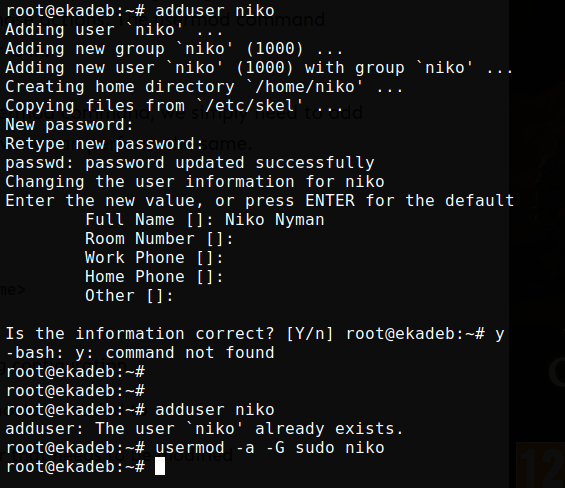 root@ekadeb:~# adduser niko
Adding user `niko' ...
Adding new group `niko' (1000) ...
Adding new user `niko' (1000) with group `niko' ...
Creating home directory `/home/niko' ...
Copying files from `/etc/skel' ...
New password:
Retype new password:
passwd: password updated successfully
Changing the user information for niko
Enter the new value, or press ENTER for the default
Full Name []: Niko Nyman
Room Number []:
Work Phone []:
Home Phone []:
Other []:
me>
Is the information correct? [Y/n] root@ekadeb:~# y
-bash: y: command not found
root@ekadeb:~#
root@ekadeb:~#
root@ekadeb:~# adduser niko
adduser: The user `niko' already exists.
root@ekadeb:~# usermod -a -G sudo niko
root@ekadeb:~#
12